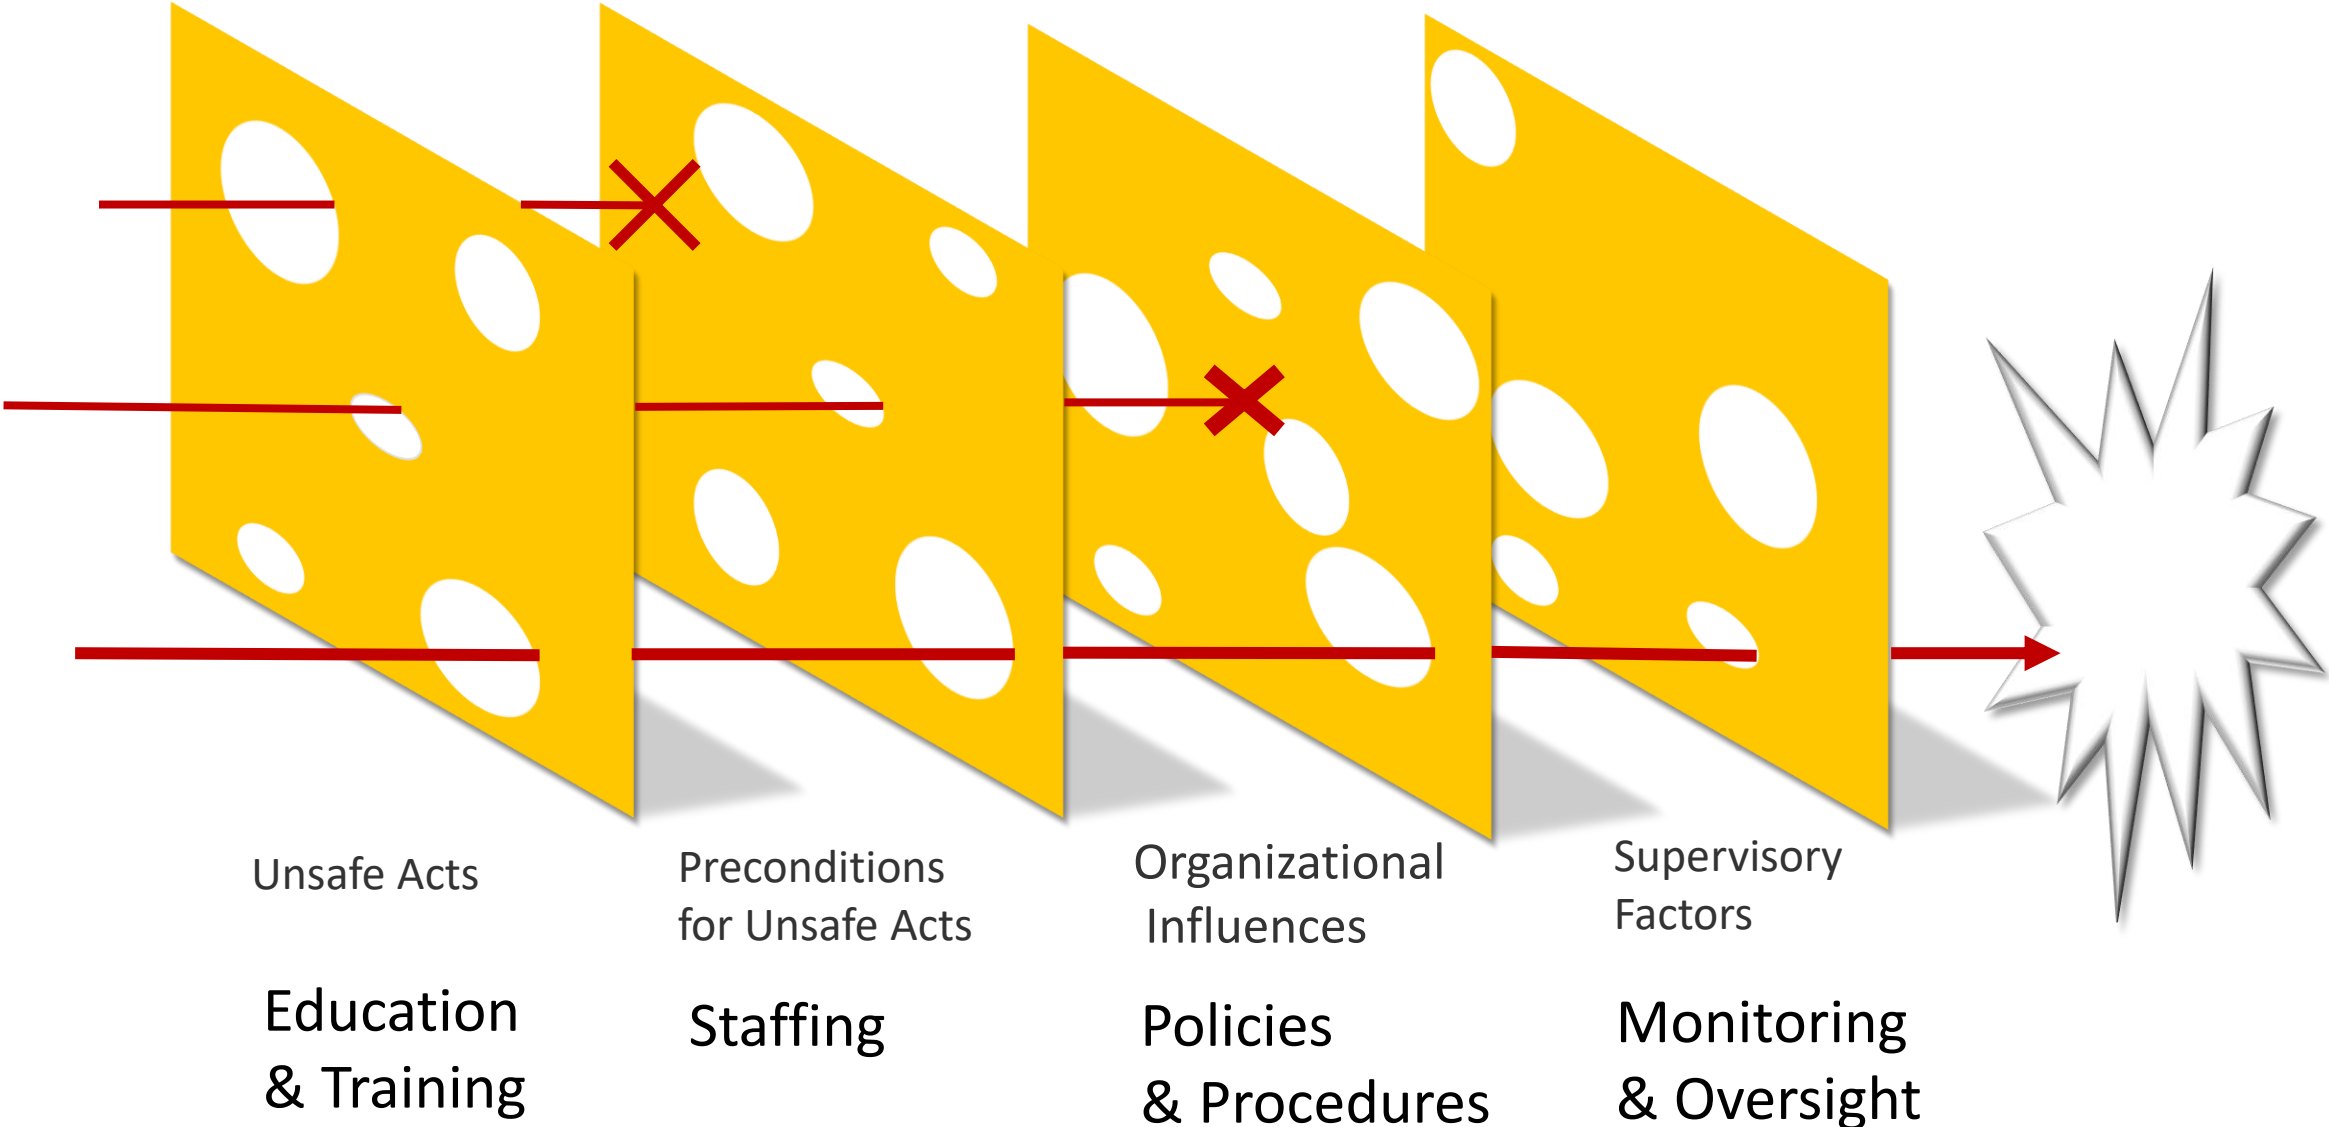 Unsafe Acts
Preconditions
for Unsafe Acts
Organizational
Influences
Supervisory
Factors
Education
& Training
Staffing
Policies
& Procedures
Monitoring
& Oversight